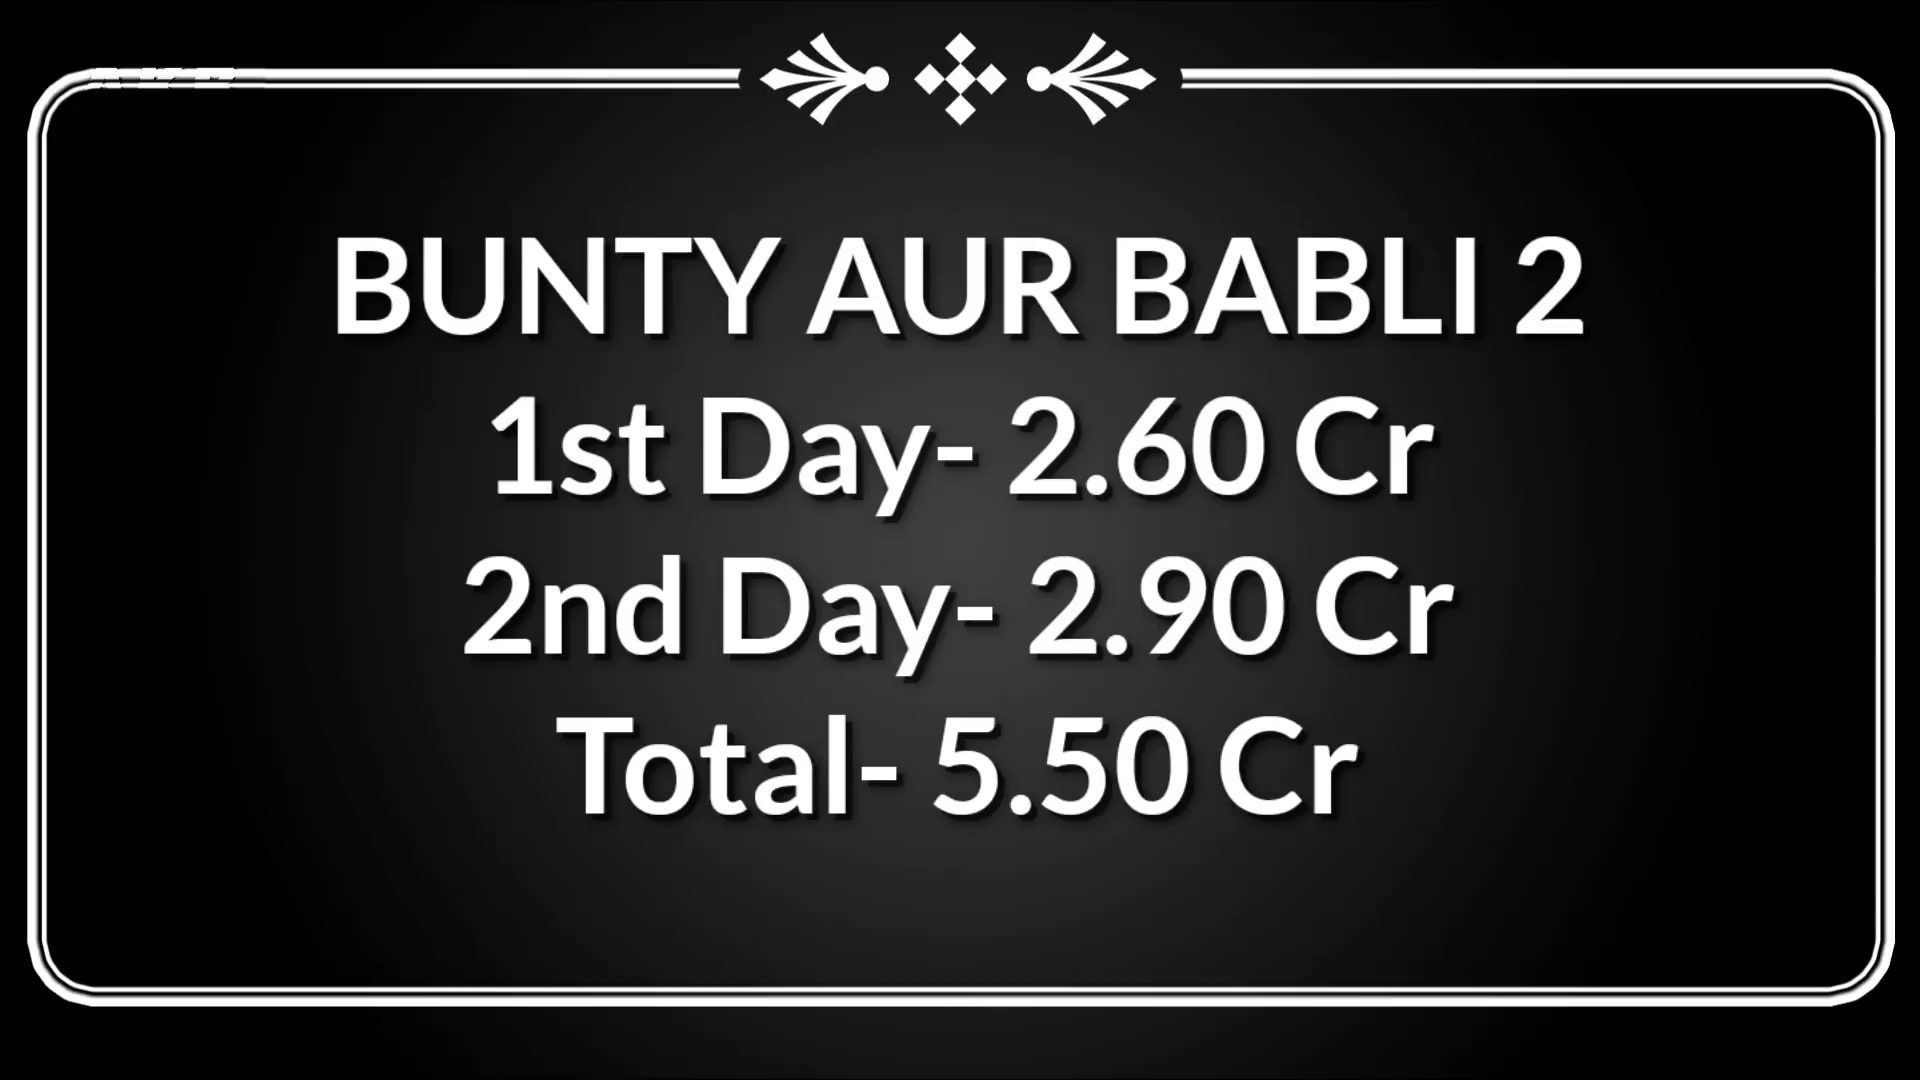 BUNTY AUR BABLI 2
1st Day- 2.60 Cr
2nd Day- 2.90 Cr
Total- 5.50 Cr